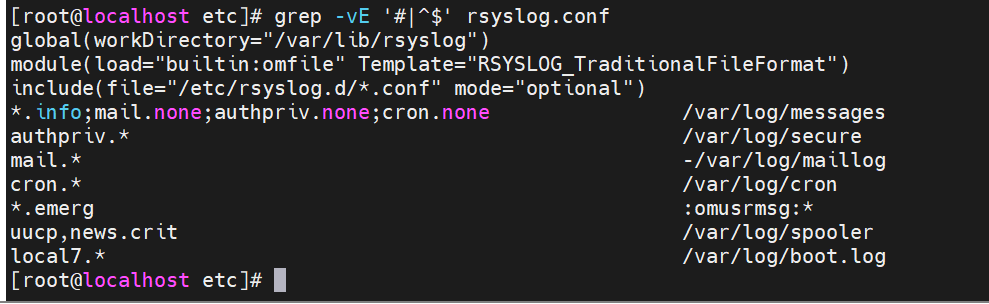 [root@localhost etc]# grep -vE '#|^$' rsyslog.conf
global(workDirectory="/var/lib/rsyslog")
module(load="builtin:omfile" Template="RSYSLOG_TraditionalFileFormat")
include(file="/etc/rsyslog.d/*.conf" mode="optional")
*.info;mail.none;authpriv.none;cron.none                /var/log/messages
authpriv.*                                              /var/log/secure
mail.*                                                  -/var/log/maillog
cron.*                                                  /var/log/cron
*.emerg                                                 :omusrmsg:*
uucp,news.crit                                          /var/log/spooler
local7.*                                                /var/log/boot.log
[root@localhost etc]#